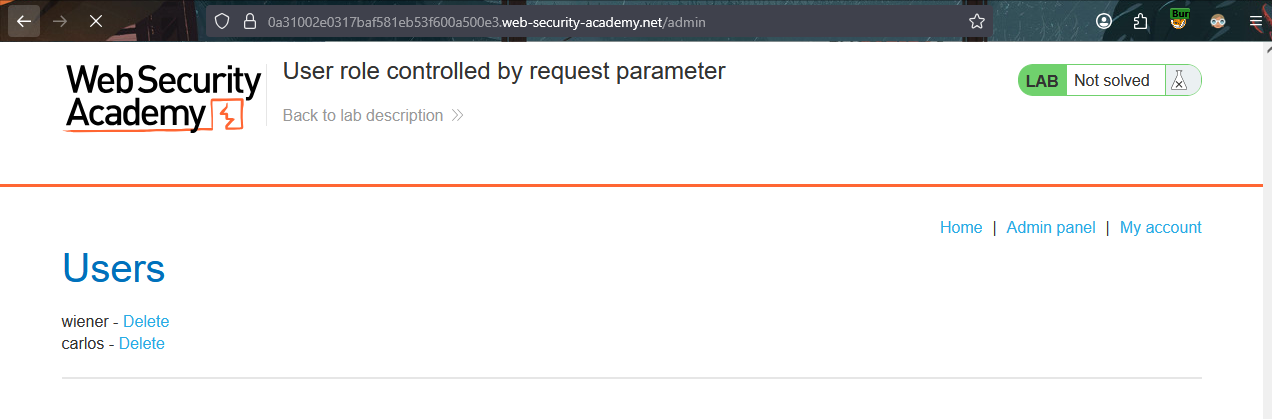 0a31002e0317baf581eb53f600a500e3.web-security-academy.net/admin
Bur
Web Security
Academy
User role controlled by request parameter
Back to lab description
LAB Not solved
Home | Admin panel | My account
Users
wiener - Delete
carlos - Delete